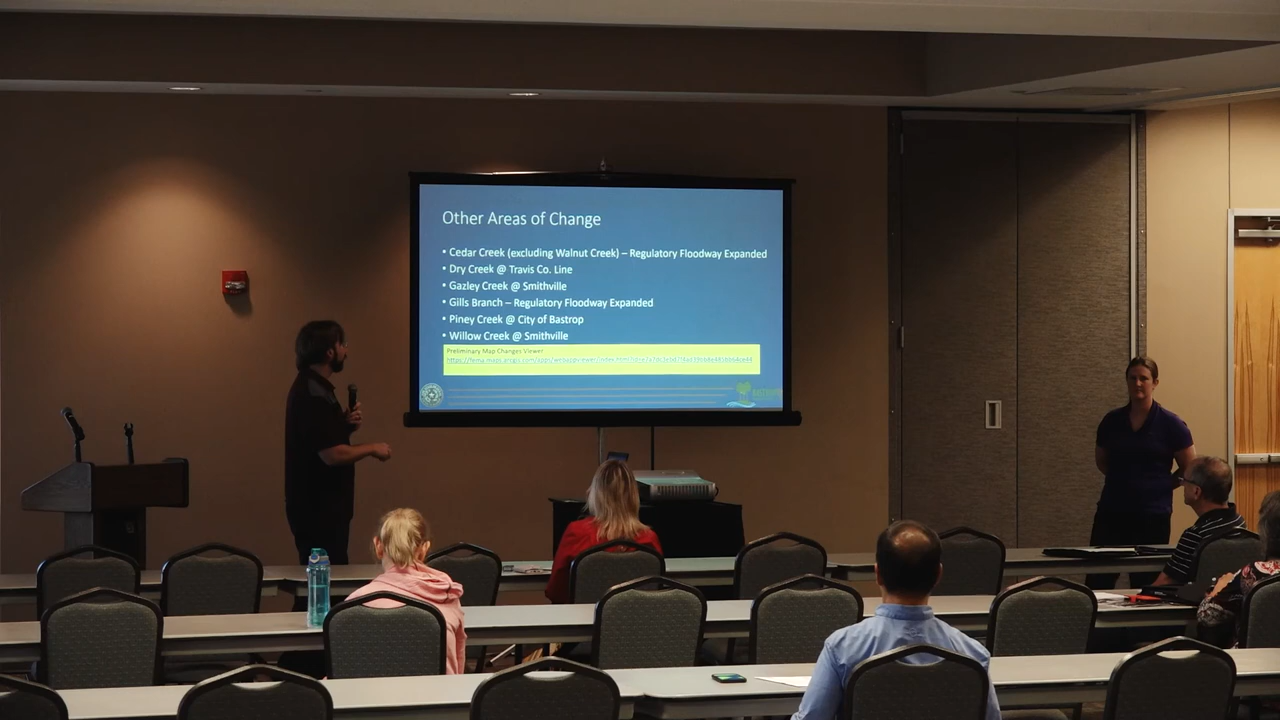 Other Areas of Change
• Cedar Creek (excluding Walnut Creek) – Regulatory Floodway Expanded
• Dry Creek @ Travis Co. Line
• Gazley Creek @ Smithville
• Gills Branch – Regulatory Floodway Expanded
• Piney Creek @ City of Bastrop
• Willow Creek @ Smithville
Preliminary Map Changes Viewer